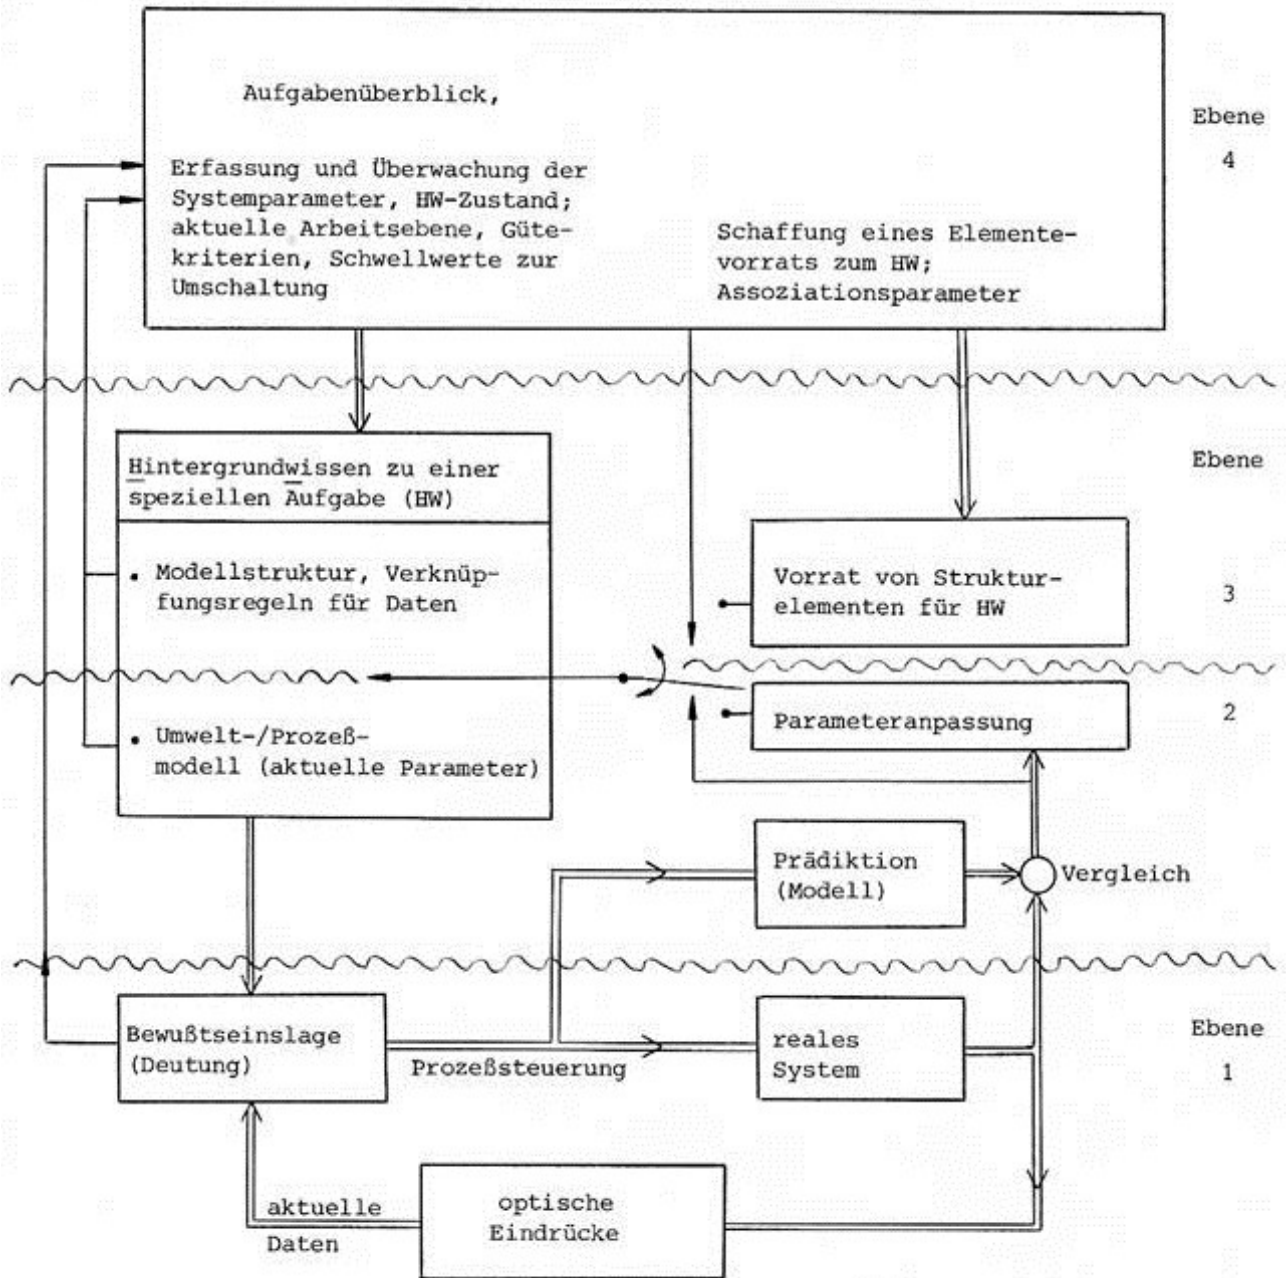 Aufgabenüberblick,
Erfassung und Überwachung der
Systemparameter, HW-Zustand;
aktuelle Arbeitsebene, Güte-
kriterien, Schwellwerte zur
Umschaltung
Schaffung eines Elemente-
vorrats zum HW;
Assoziationsparameter
Ebene
4
Hintergrundwissen zu einer
speziellen Aufgabe (HW)
• Modellstruktur, Verknüp-
fungsregeln für Daten
• Umwelt-/Prozeß-
modell (aktuelle Parameter)
Ebene
3
Vorrat von Struktur-
elementen für HW
Parameteranpassung
2
Prädiktion
(Modell)
Vergleich
Bewußtseinslage
(Deutung)
Prozeßsteuerung
reales
System
Ebene
1
aktuelle
Daten
optische
Eindrücke